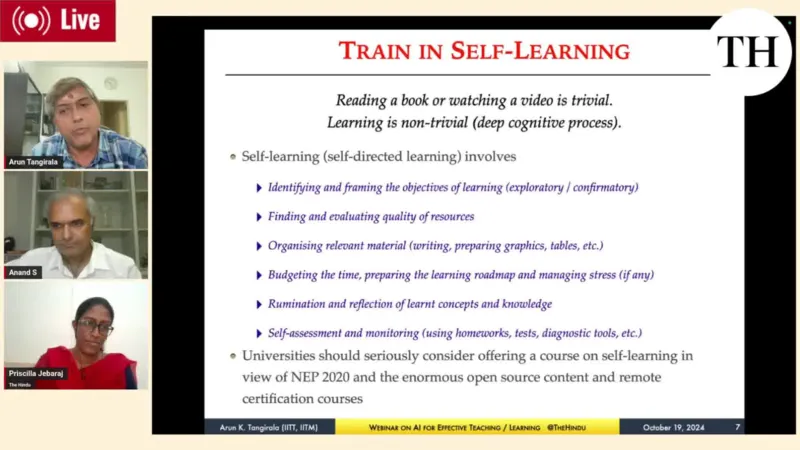 Live
TH
TRAIN IN SELF-LEARNING
Reading a book or watching a video is trivial.
Learning is non-trivial (deep cognitive process).
Self-learning (self-directed learning) involves
Identifying and framing the objectives of learning (exploratory / confirmatory)
Finding and evaluating quality of resources
Organising relevant material (writing, preparing graphics, tables, etc.)
Budgeting the time, preparing the learning roadmap and managing stress (if any)
Rumination and reflection of learnt concepts and knowledge
Self-assessment and monitoring (using homeworks, tests, diagnostic tools, etc.)
Universities should seriously consider offering a course on self-learning in
view of NEP 2020 and the enormous open source content and remote
certification courses
Arun K. Tangirala (IITT, IITM) WEBINAR ON AI FOR EFFECTIVE TEACHING / LEARNING @THEHINDU October 19, 2024 7
Arun Tangirala
Anand S
Priscilla Jebaraj
The Hindu